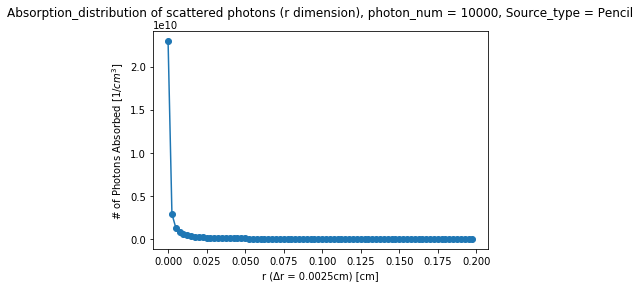 Absorption_distribution of scattered photons (r dimension), photon_num = 10000, Source_type = Pencil
1e10
2.0
1.5
1.0
0.5
0.0
# of Photons Absorbed [1/cm³]
0.000 0.025 0.050 0.075 0.100 0.125 0.150 0.175 0.200
r (Δr = 0.0025cm) [cm]